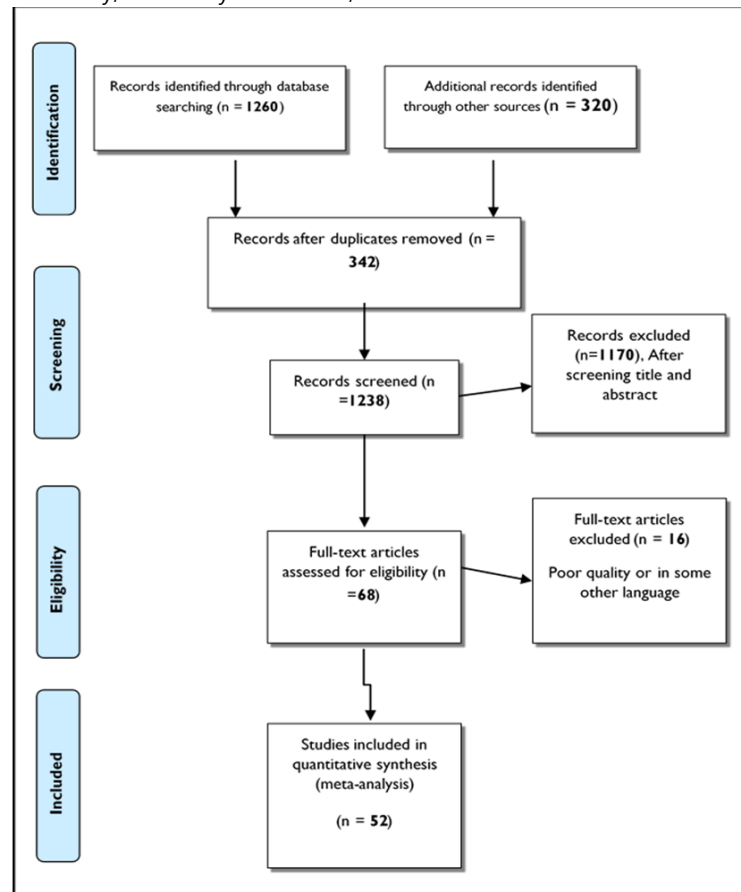 Identification
Records identified through database
searching (n = 1260)
Additional records identified
through other sources (n = 320)
Records after duplicates removed (n =
342)
Screening
Records screened (n
=1238)
Records excluded
(n=1170), After
screening title and
abstract
Eligibility
Full-text articles
assessed for eligibility (n
=68)
Full-text articles
excluded (n = 16)
Poor quality or in some
other language
Included
Studies included in
quantitative synthesis
(meta-analysis)
(n = 52)